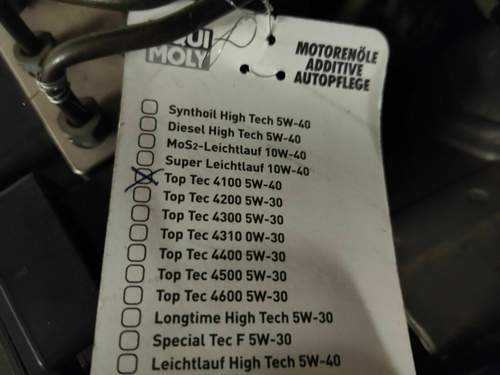 QUI
MOLY
MOTORENÖLE
ADDITIVE
AUTOPFLEGE
Synthoil High Tech 5W-40
Diesel High Tech 5W-40
MoS2-Leichtlauf 10W-40
Super Leichtlauf 10W-40
Top Tec 4100 5W-40
Top Tec 4200 5W-30
Top Tec 4300 5W-30
Top Tec 4310 0W-30
Top Tec 4400 5W-30
Top Tec 4500 5W-30
Top Tec 4600 5W-30
Longtime High Tech 5W-30
Special Tec F 5W-30
Leichtlauf High Tech 5W-40